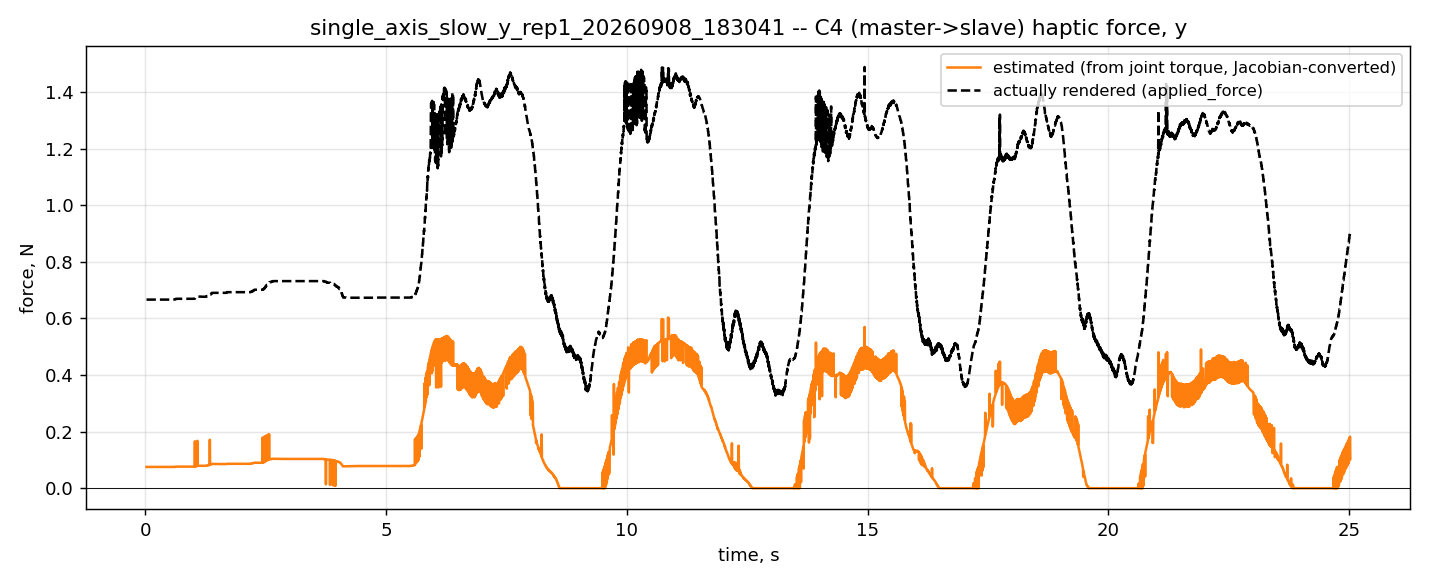 single_axis_slow_y_rep1_20260908_183041 -- C4 (master->slave) haptic force, y
estimated (from joint torque, Jacobian-converted)
actually rendered (applied_force)
force, N
1.4
1.2
1.0
0.8
0.6
0.4
0.2
0.0
0
5
10
15
20
25
time, s